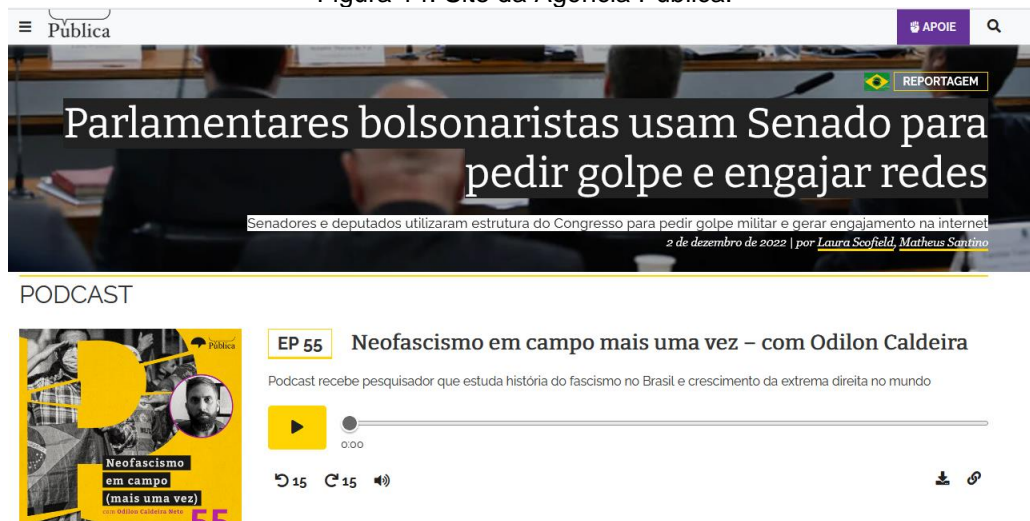 Figura 14: Site da Agência Pública.
Pública
APOIE
REPORTAGEM
Parlamentares bolsonaristas usam Senado para
pedir golpe e engajar redes
Senadores e deputados utilizaram estrutura do Congresso para pedir golpe militar e gerar engajamento na internet
2 de dezembro de 2022 | por Laura Scofield, Matheus Santino
PODCAST
Pública
EP 55
Neofascismo em campo mais uma vez – com Odilon Caldeira
Podcast recebe pesquisador que estuda história do fascismo no Brasil e crescimento da extrema direita no mundo
0:00
15 15
Neofascismo
em campo
(mais uma vez)
com Odilon Caldeira Neto
55